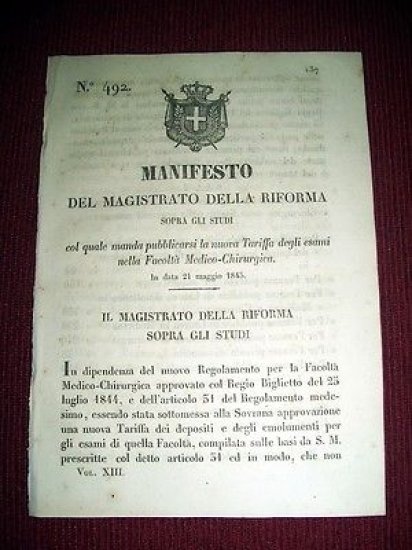 137
N.º 492.
MANIFESTO
DEL MAGISTRATO DELLA RIFORMA
SOPRA GLI STUDI
col quale manda pubblicarsi la nuova Tariffa degli esami
nella Facoltà Medico-Chirurgica.
In data 21 maggio 1845.
IL MAGISTRATO DELLA RIFORMA
SOPRA GLI STUDI
In dipendenza del nuovo Regolamento per la Facoltà
Medico-Chirurgica approvato col Regio Biglietto del 25
luglio 1844, e dell'articolo 51 del Regolamento mede-
simo, essendo stata sottomessa alla Sovrana approvazione
una nuova Tariffa dei depositi e degli emolumenti per
gli esami di quella Facoltà, compilata sulle basi da S. M.
prescritte col detto articolo 51 ed in modo, che non
VOL. XIII.